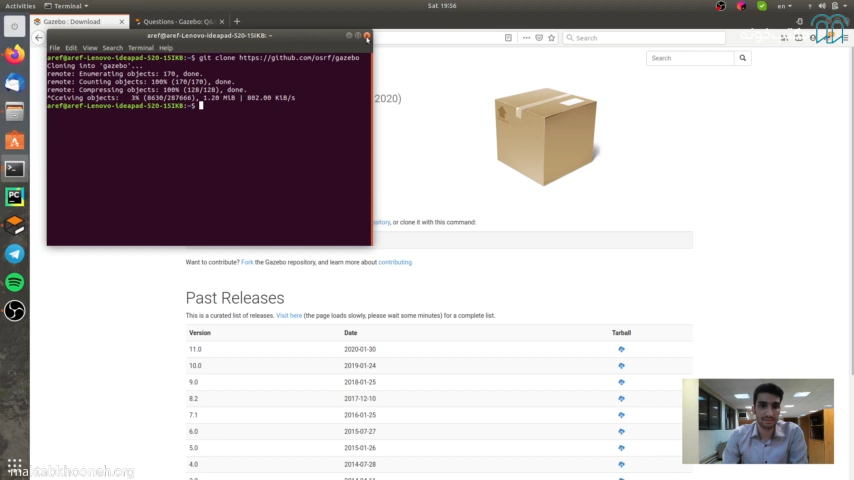 Activities
Terminal
Sat 19:56
en
Gazebo: Download
Questions - Gazebo: Q&
aref@aref-Lenovo-ideapad-520-15IKB: ~
File Edit View Search Terminal Help
aref@aref-Lenovo-ideapad-520-15IKB:~$ git clone https://github.com/osrf/gazebo
Cloning into 'gazebo'...
remote: Enumerating objects: 170, done.
remote: Counting objects: 100% (170/170), done.
remote: Compressing objects: 100% (128/128), done.
^Cceiving objects: 3% (8630/287666), 1.20 MiB | 802.00 KiB/s
aref@aref-Lenovo-ideapad-520-15IKB:~$
Search
Search
2020)
, or clone it with this command:
Want to contribute? Fork the Gazebo repository, and learn more about contributing.
Past Releases
This is a curated list of releases. Visit here (the page loads slowly, please wait some minutes) for a complete list.
Version Date Tarball
11.0 2020-01-30
10.0 2019-01-24
9.0 2018-01-25
8.2 2017-12-10
7.1 2016-01-25
6.0 2015-07-27
5.0 2015-01-26
4.0 2014-07-28
maktabkhooneh.org